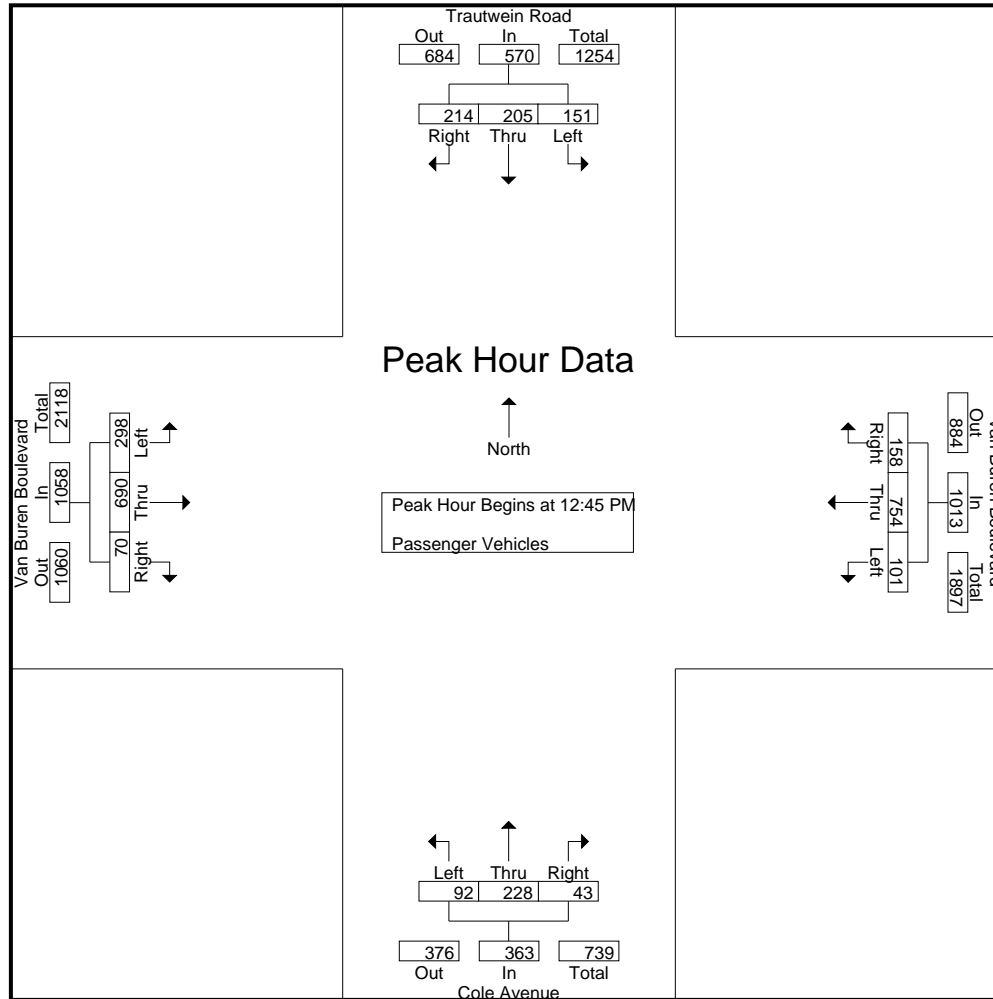 Trautwein Road
Out In Total
684 570 1254
214 205 151
Right Thru Left
Peak Hour Data
North
Peak Hour Begins at 12:45 PM
Passenger Vehicles
Van Buren Boulevard
Total In Out
2118 1058 1060
298 690 70
Left Thru Right
Out In Total
884 1013 1897
Right Thru Left
158 754 101
Left Thru Right
92 228 43
376 363 739
Out In Total
Cole Avenue